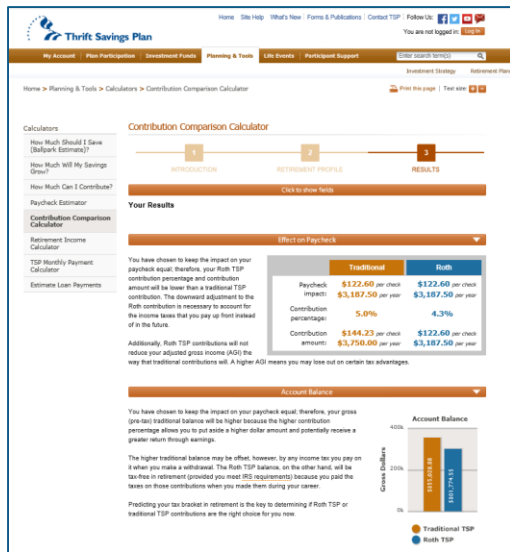 Home Site Help What's New Forms & Publications Contact TSP Follow Us:
Thrift Savings Plan
You are not logged in: Log in
My Account Plan Participation Investment Funds Planning & Tools Life Events Participant Support Enter search term(s)
Investment Strategy Retirement Plan
Home > Planning & Tools > Calculators > Contribution Comparison Calculator
Print this page Text size:
Calculators
How Much Should I Save (Ballpark Estimate)?
How Much Will My Savings Grow?
How Much Can I Contribute?
Paycheck Estimator
Contribution Comparison Calculator
Retirement Income Calculator
TSP Monthly Payment Calculator
Estimate Loan Payments
Contribution Comparison Calculator
1 2 3
INTRODUCTION RETIREMENT PROFILE RESULTS
Click to show fields
Your Results
Effect on Paycheck
You have chosen to keep the impact on your
paycheck equal; therefore, your Roth TSP
contribution percentage and contribution
amount will be lower than a traditional TSP
contribution. The downward adjustment to the
Roth contribution is necessary to account for
the income taxes that you pay up front instead
of in the future.
Additionally, Roth TSP contributions will not
reduce your adjusted gross income (AGI) the
way that traditional contributions will. A higher AGI means you may lose out on certain tax advantages.
Traditional Roth
Paycheck impact: $122.60 per check $122.60 per check
$3,187.50 per year $3,187.50 per year
Contribution percentage: 5.0% 4.3%
Contribution amount: $144.23 per check $122.60 per check
$3,750.00 per year $3,187.50 per year
Account Balance
You have chosen to keep the impact on your paycheck equal; therefore, your gross
(pre-tax) traditional balance will be higher because the higher contribution
percentage allows you to put aside a higher dollar amount and potentially receive a
greater return through earnings.
The higher traditional balance may be offset, however, by any income tax you pay on
it when you make a withdrawal. The Roth TSP balance, on the other hand, will be
tax-free in retirement (provided you meet IRS requirements) because you paid the
taxes on those contributions when you made them during your career.
Predicting your tax bracket in retirement is the key to determining if Roth TSP or
traditional TSP contributions are the right choice for you now.
Account Balance
Gross Dollars
400k
200k
0k
Traditional TSP
Roth TSP